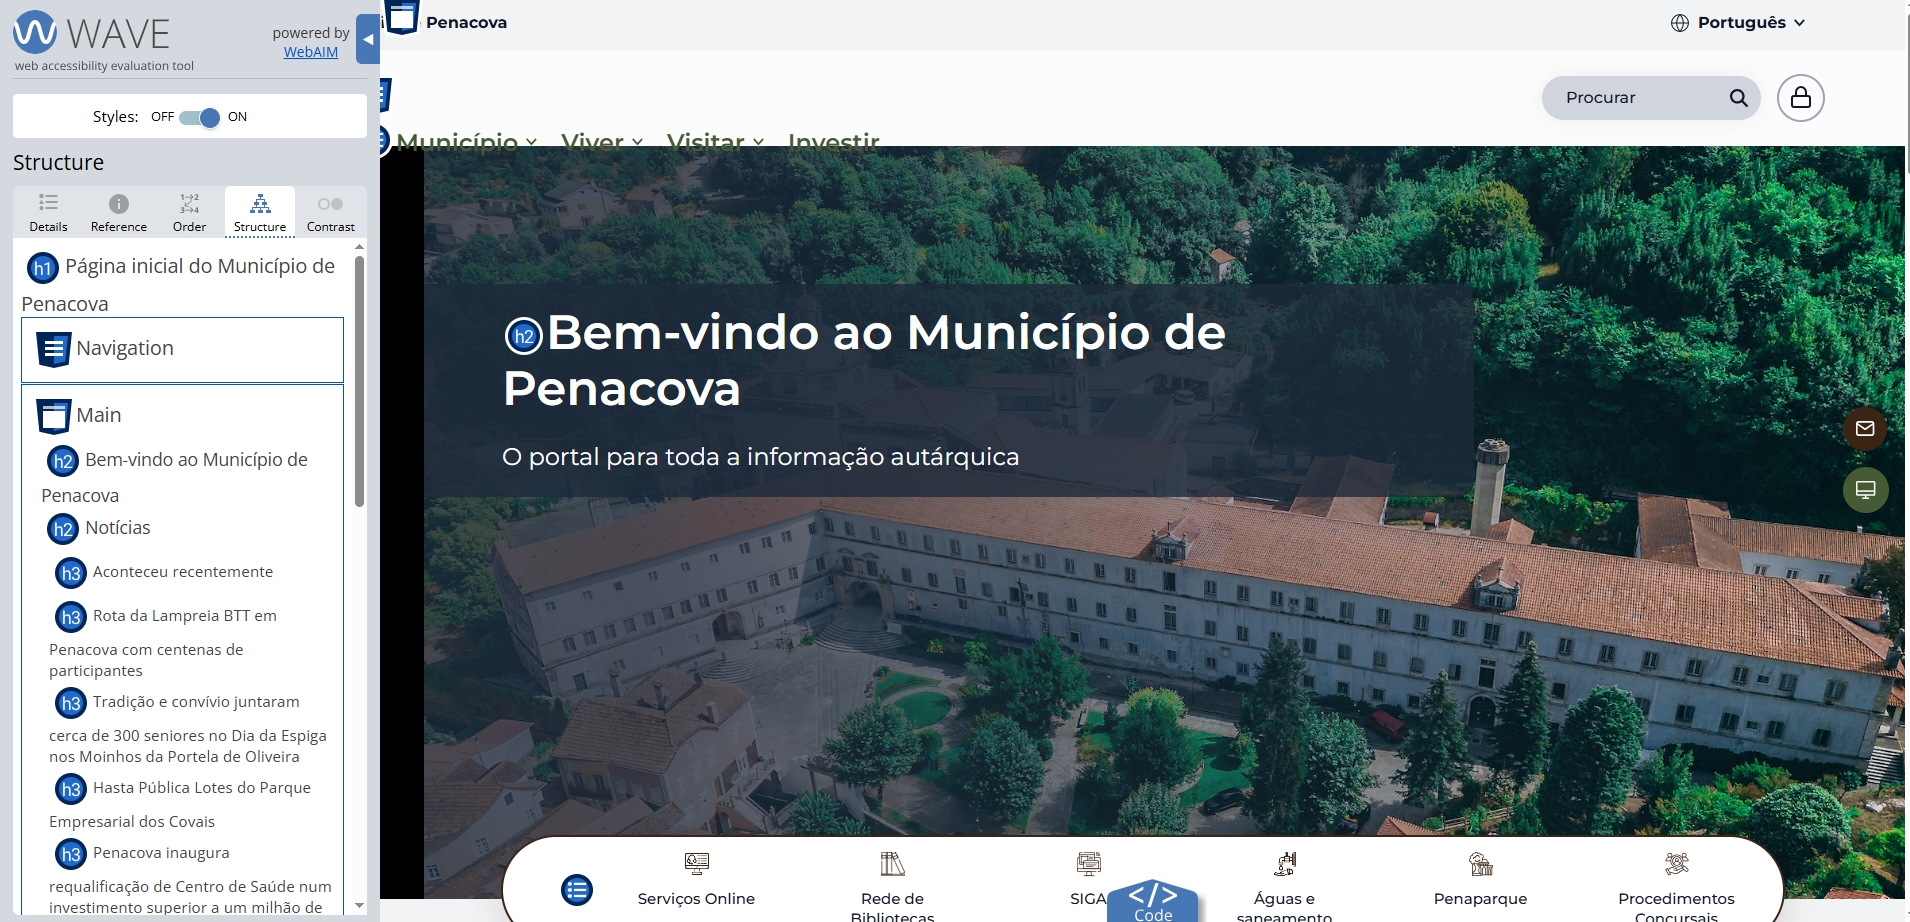 WAVE
powered by
WebAIM
web accessibility evaluation tool
Styles: OFF ON
Structure
Details
Reference
Order
Structure
Contrast
h1 Página inicial do Município de
Penacova
Navigation
Main
h2 Bem-vindo ao Município de
Penacova
h2 Notícias
h3 Aconteceu recentemente
h3 Rota da Lampreia BTT em
Penacova com centenas de
participantes
h3 Tradição e convívio juntaram
cerca de 300 seniores no Dia da Espiga
nos Moinhos da Portela de Oliveira
h3 Hasta Pública Lotes do Parque
Empresarial dos Covais
h3 Penacova inaugura
requalificação de Centro de Saúde num
investimento superior a um milhão de
Penacova
Português
Procurar
Município
Viver
Visitar
Investir
h2 Bem-vindo ao Município de
Penacova
O portal para toda a informação autárquica
Serviços Online
Rede de
Bibliotecas
SIGA
</>
Code
Águas e
saneamento
Penaparque
Procedimentos
Concursais